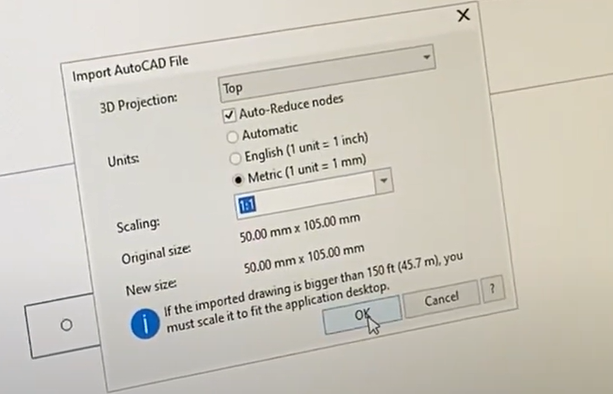 Import AutoCAD File
3D Projection: Top
Auto-Reduce nodes
Units: Automatic
English (1 unit = 1 inch)
Metric (1 unit = 1 mm)
Scaling: 1:1
Original size: 50.00 mm x 105.00 mm
New size: 50.00 mm x 105.00 mm
If the imported drawing is bigger than 150 ft (45.7 m), you
must scale it to fit the application desktop.
OK Cancel ?